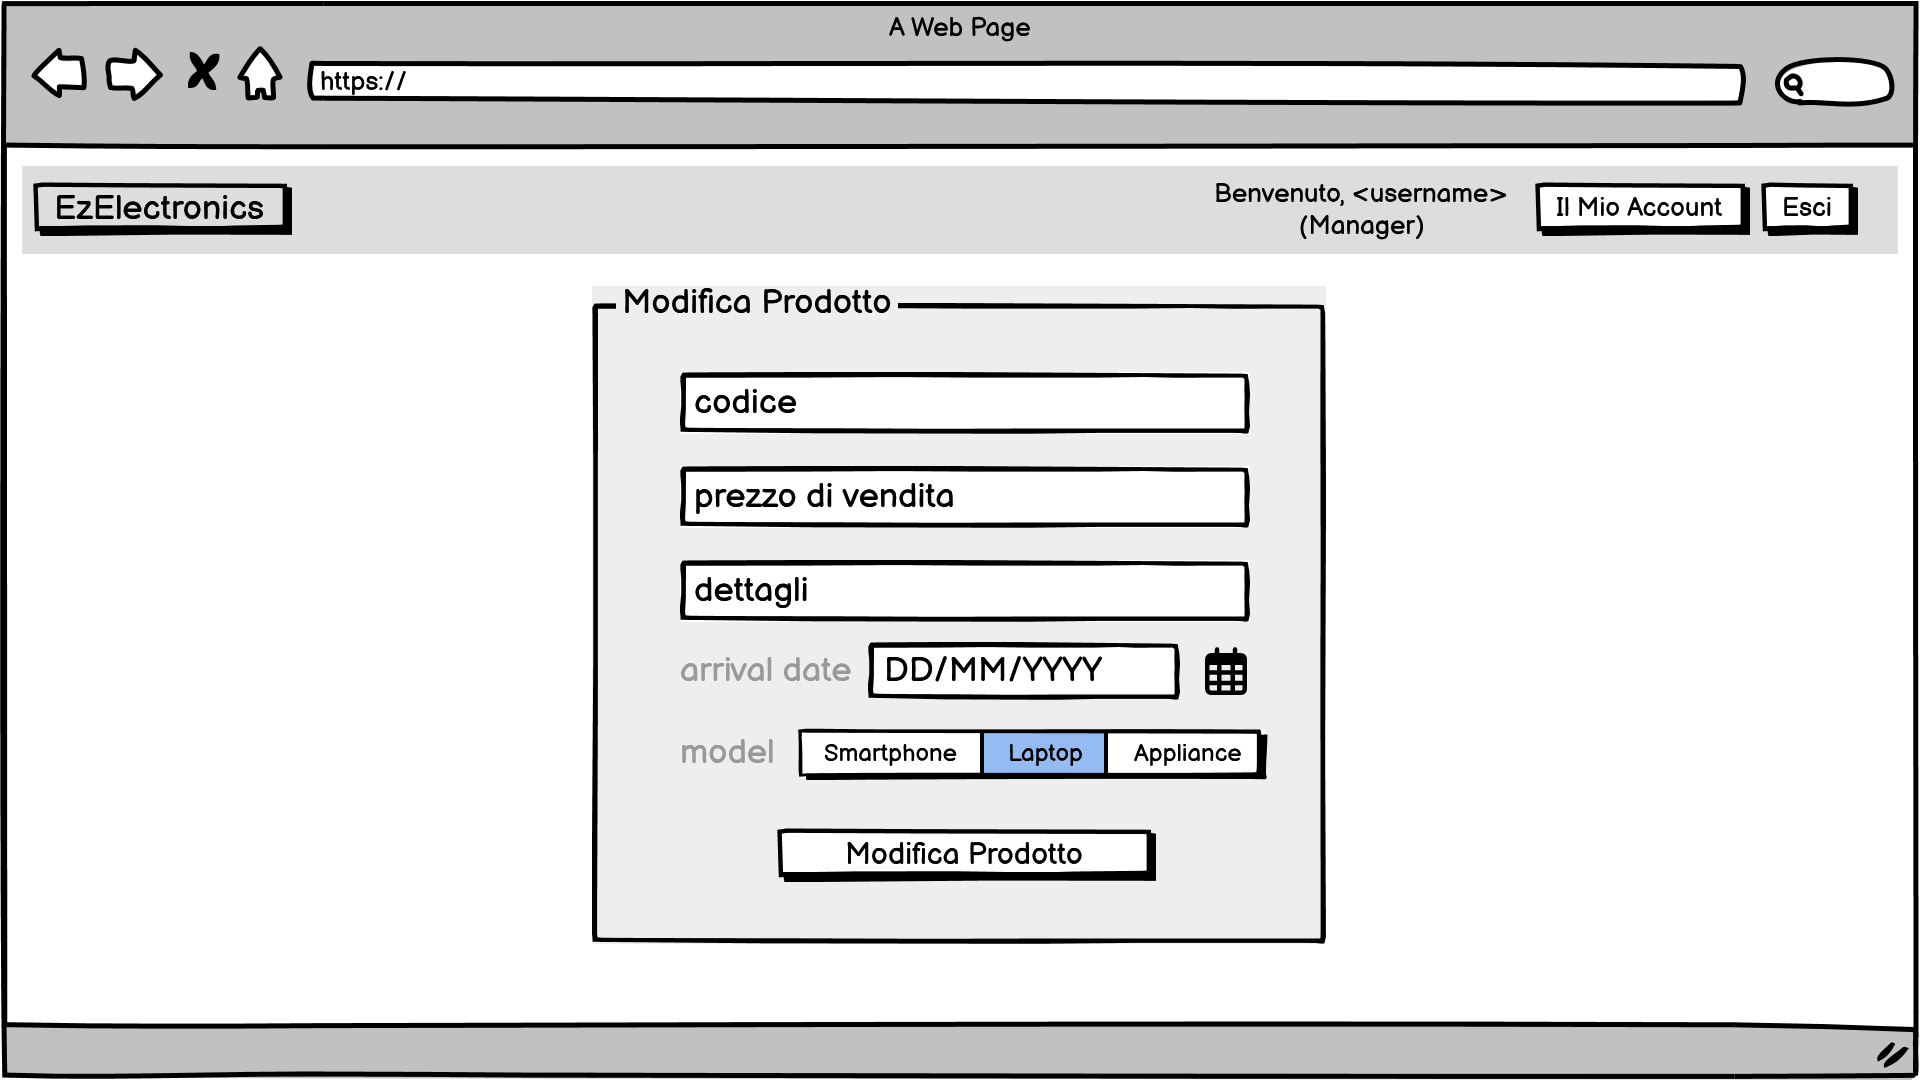 A Web Page
https://
EzElectronics
Benvenuto, <username>
(Manager)
Il Mio Account
Esci
Modifica Prodotto
codice
prezzo di vendita
dettagli
arrival date DD/MM/YYYY
model Smartphone Laptop Appliance
Modifica Prodotto